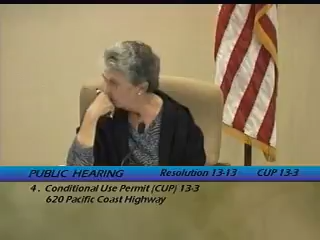 PUBLIC HEARING Resolution 13-13 CUP 13-3
4. Conditional Use Permit (CUP) 13-3
620 Pacific Coast Highway